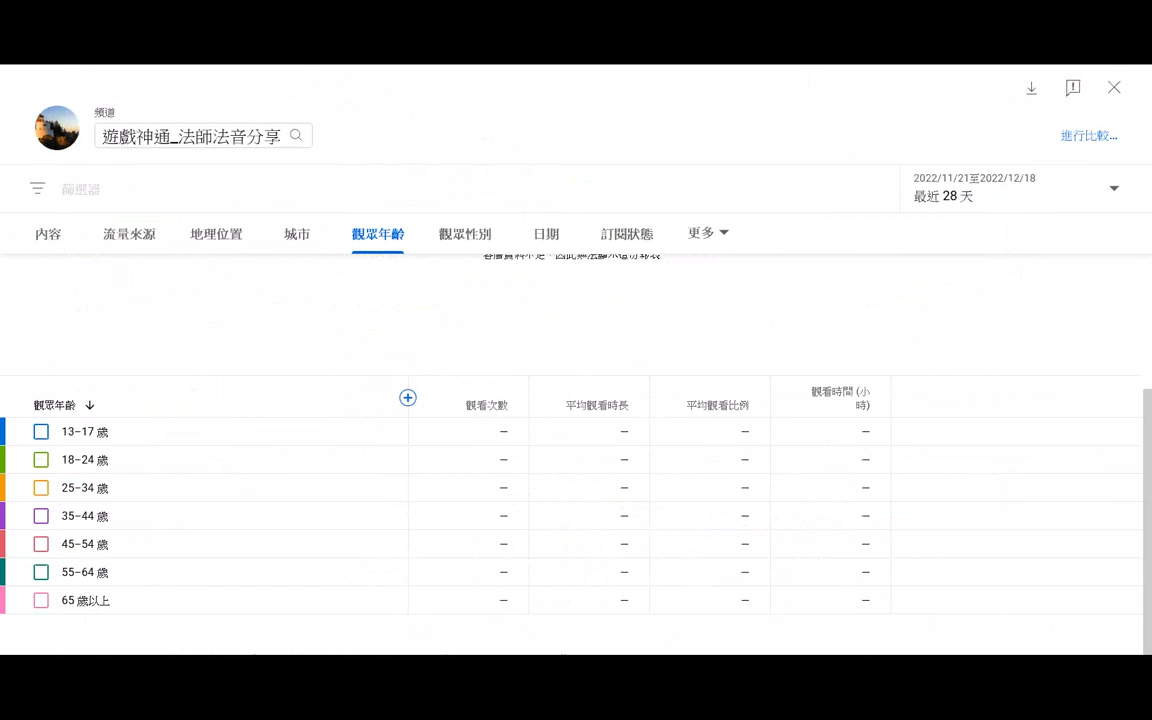 頻道
遊戲神通_法師法音分享
進行比較...
篩選器
2022/11/21至2022/12/18
最近 28 天
內容 流量來源 地理位置 城市 觀眾年齡 觀眾性別 日期 訂閱狀態 更多
觀眾年齡 觀看次數 平均觀看時長 平均觀看比例 觀看時間 (小
時)
13–17 歲 – – – –
18–24 歲 – – – –
25–34 歲 – – – –
35–44 歲 – – – –
45–54 歲 – – – –
55–64 歲 – – – –
65 歲以上 – – – –